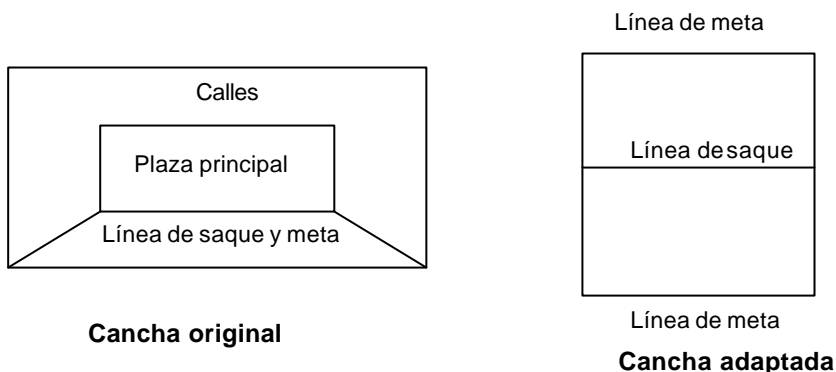 Calles
Plaza principal
Línea de saque y meta
Cancha original
Línea de meta
Línea de saque
Línea de meta
Cancha adaptada